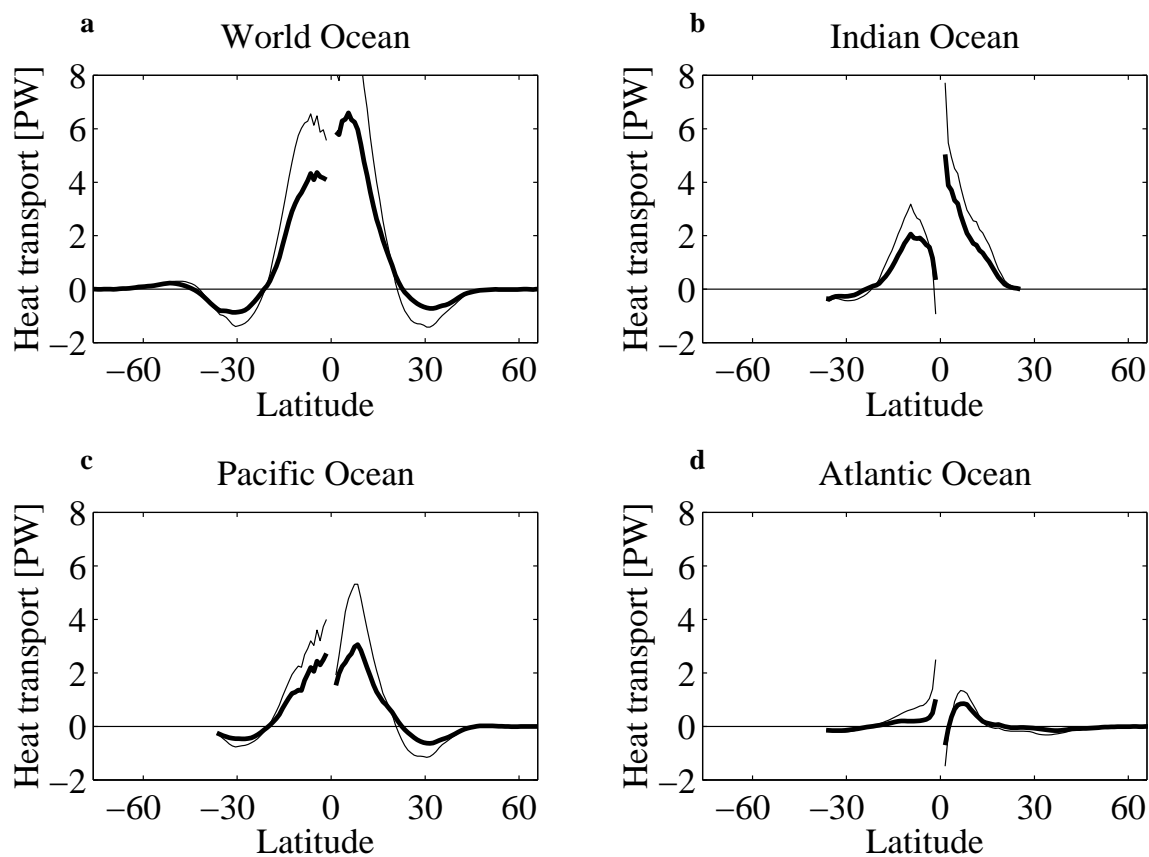 a
World Ocean
Heat transport [PW]
8
6
4
2
0
−2
−60
−30
0
30
60
Latitude
b
Indian Ocean
Heat transport [PW]
8
6
4
2
0
−2
−60
−30
0
30
60
Latitude
c
Pacific Ocean
Heat transport [PW]
8
6
4
2
0
−2
−60
−30
0
30
60
Latitude
d
Atlantic Ocean
Heat transport [PW]
8
6
4
2
0
−2
−60
−30
0
30
60
Latitude